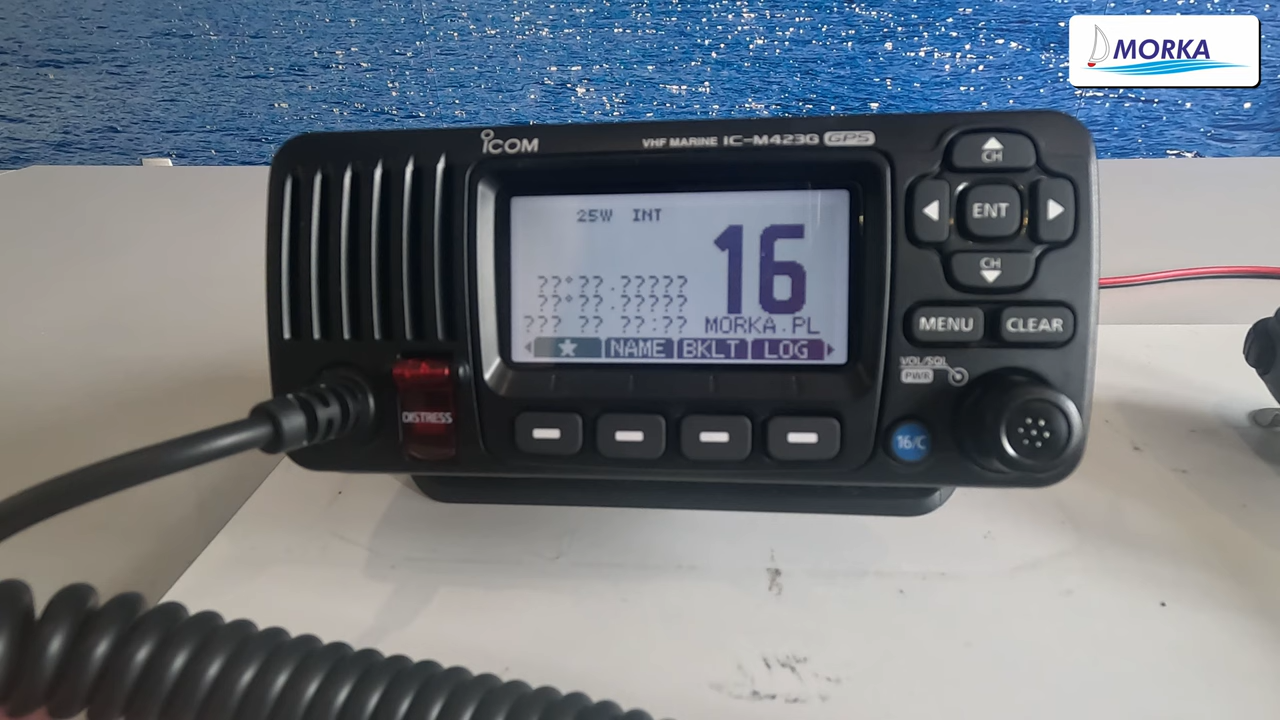 MORKA
ICOM
VHF MARINE IC-M423G GPS
25W INT
16
??°??.?????
??°??.?????
??? ?? ??:?? MORKA.PL
★ NAME BKLT LOG
DISTRESS
CH
ENT
CH
MENU CLEAR
VOL/SQL
PWR
16/C